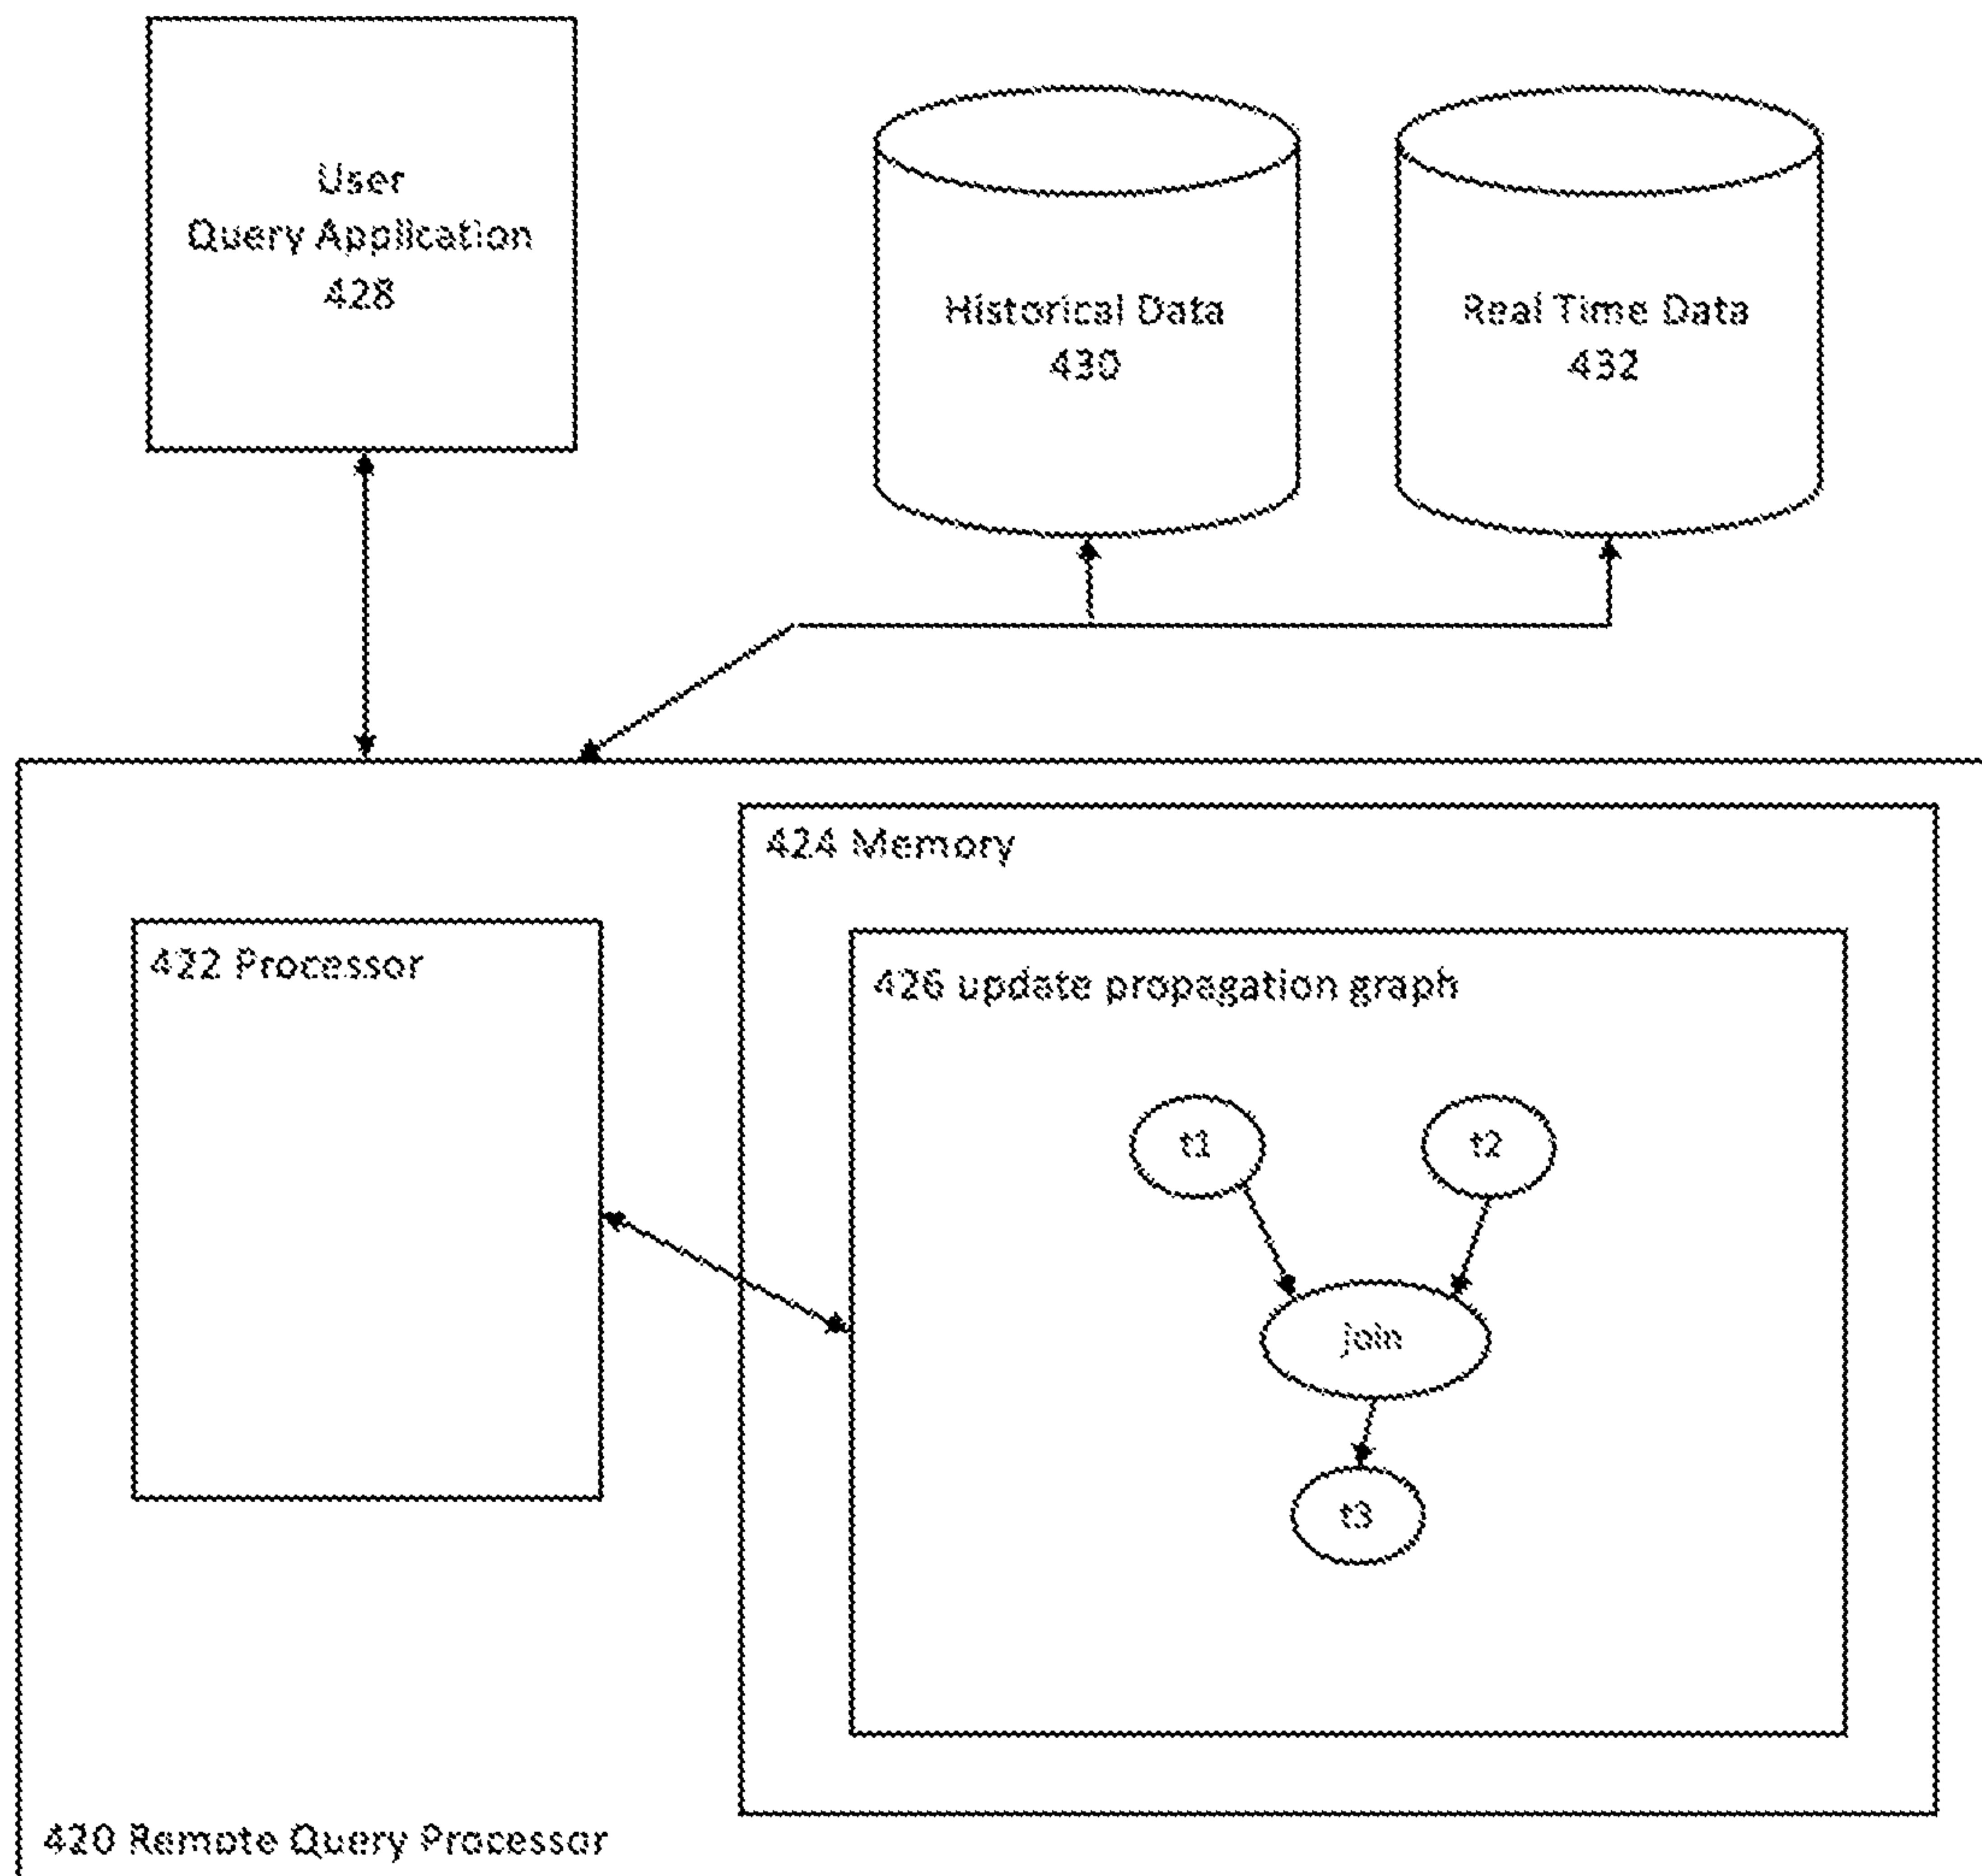 User
Query Application
428
Historical Data
430
Real Time Data
432
424 Memory
422 Processor
426 update propagation graph
t1
t2
join
t3
420 Remote Query Processor